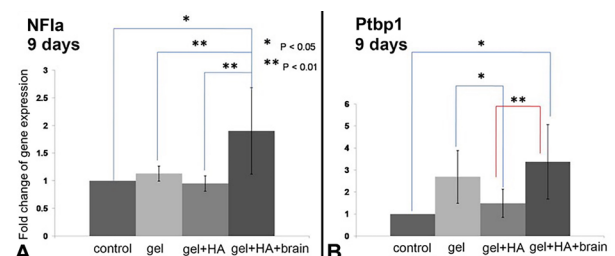 NFIa
9 days
*
**
**
* P < 0.05
** P < 0.01
Fold change of gene expression
3
2.5
2
1.5
1
0.5
0
control gel gel+HA gel+HA+brain
A
Ptbp1
9 days
*
*
**
6
5
4
3
2
1
0
control gel gel+HA gel+HA+brain
B